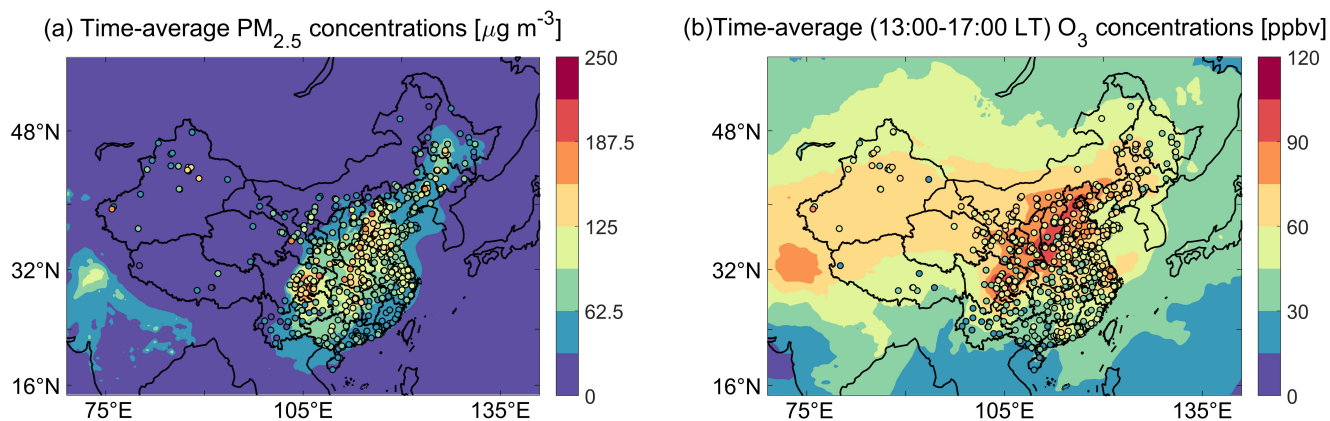 (a) Time-average PM2.5 concentrations [μg m-3]
250
187.5
125
62.5
0
48°N
32°N
16°N
75°E 105°E 135°E
(b)Time-average (13:00-17:00 LT) O3 concentrations [ppbv]
120
90
60
30
0
48°N
32°N
16°N
75°E 105°E 135°E